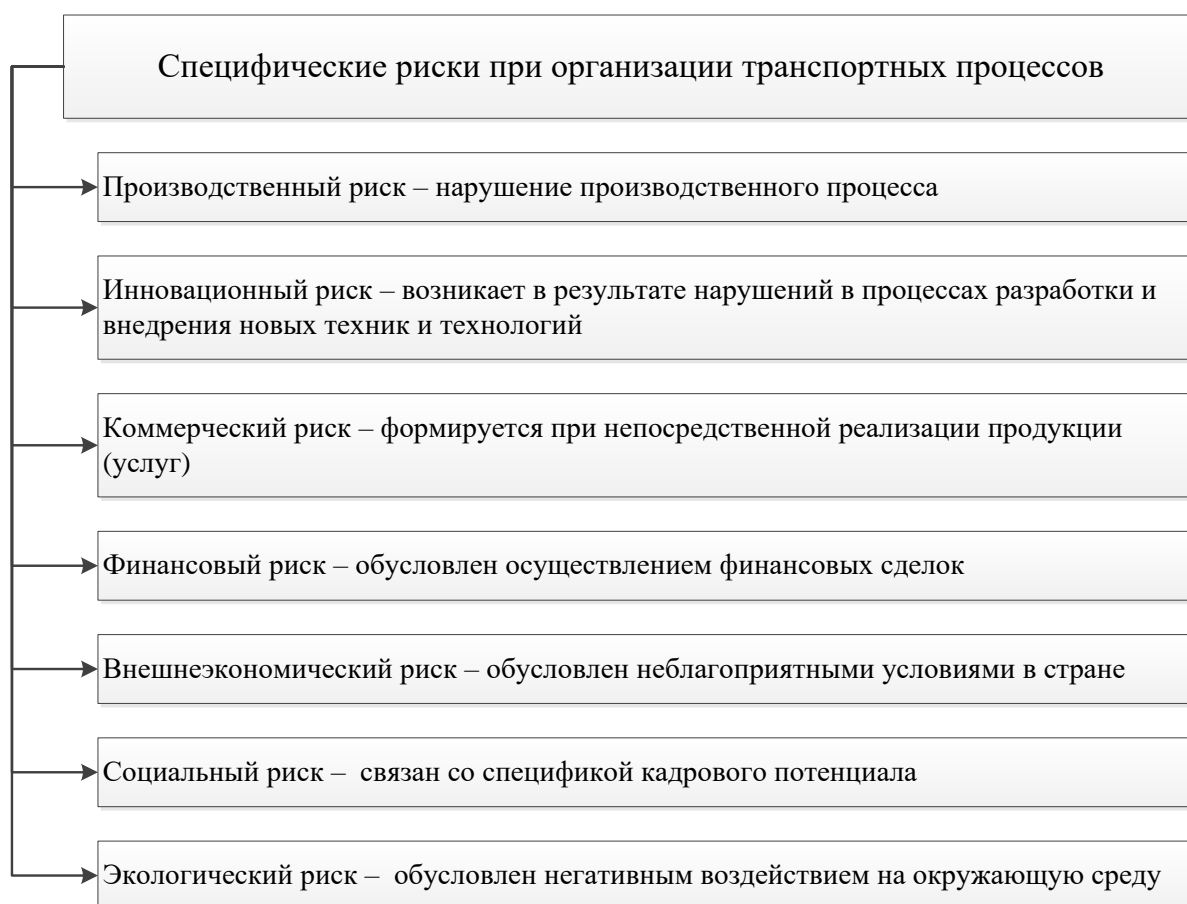 Специфические риски при организации транспортных процессов
Производственный риск – нарушение производственного процесса
Инновационный риск – возникает в результате нарушений в процессах разработки и
внедрения новых техник и технологий
Коммерческий риск – формируется при непосредственной реализации продукции
(услуг)
Финансовый риск – обусловлен осуществлением финансовых сделок
Внешнеэкономический риск – обусловлен неблагоприятными условиями в стране
Социальный риск –  связан со спецификой кадрового потенциала
Экологический риск –  обусловлен негативным воздействием на окружающую среду